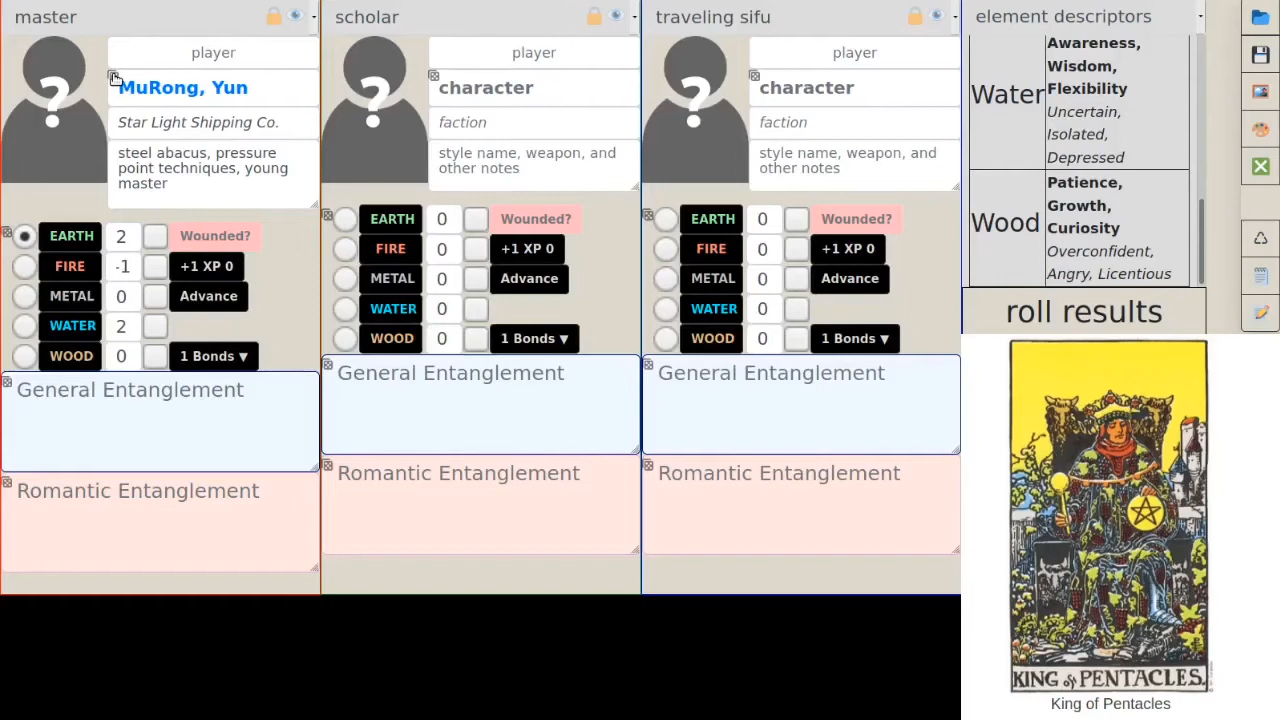 master
player
MuRong, Yun
Star Light Shipping Co.
steel abacus, pressure
point techniques, young
master
EARTH 2 Wounded?
FIRE -1 +1 XP 0
METAL 0 Advance
WATER 2
WOOD 0 1 Bonds ▼
General Entanglement
Romantic Entanglement
scholar
player
character
faction
style name, weapon, and
other notes
EARTH 0 Wounded?
FIRE 0 +1 XP 0
METAL 0 Advance
WATER 0
WOOD 0 1 Bonds ▼
General Entanglement
Romantic Entanglement
traveling sifu
player
character
faction
style name, weapon, and
other notes
EARTH 0 Wounded?
FIRE 0 +1 XP 0
METAL 0 Advance
WATER 0
WOOD 0 1 Bonds ▼
General Entanglement
Romantic Entanglement
element descriptors
Water
Awareness,
Wisdom,
Flexibility
Uncertain,
Isolated,
Depressed
Wood
Patience,
Growth,
Curiosity
Overconfident,
Angry, Licentious
roll results
KING of PENTACLES.
King of Pentacles